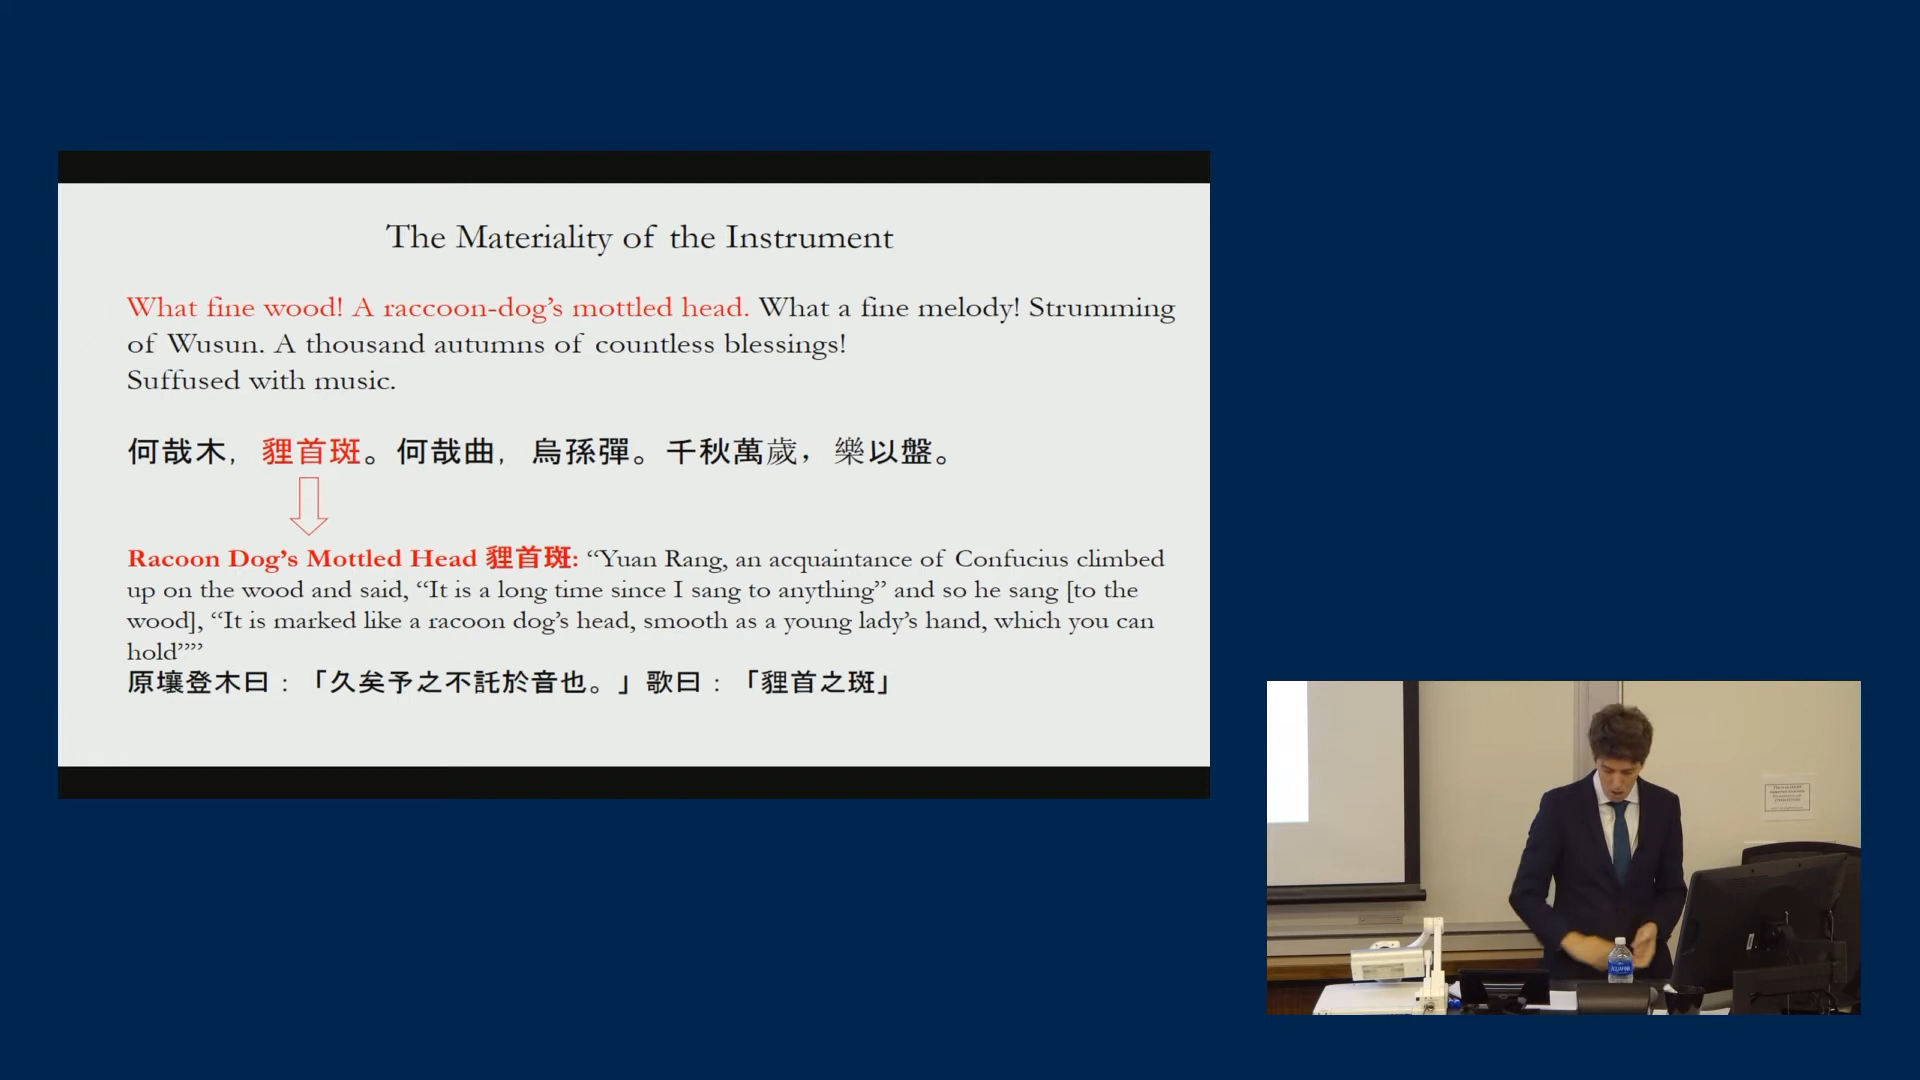 The Materiality of the Instrument
What fine wood! A raccoon-dog’s mottled head. What a fine melody! Strumming
of Wusun. A thousand autumns of countless blessings!
Suffused with music.
何哉木，貍首斑。何哉曲，烏孫彈。千秋萬歲，樂以盤。
Racoon Dog’s Mottled Head 貍首斑: “Yuan Rang, an acquaintance of Confucius climbed
up on the wood and said, “It is a long time since I sang to anything” and so he sang [to the
wood], “It is marked like a racoon dog’s head, smooth as a young lady’s hand, which you can
hold””
原壤登木曰：「久矣予之不託於音也。」歌曰：「貍首之斑」